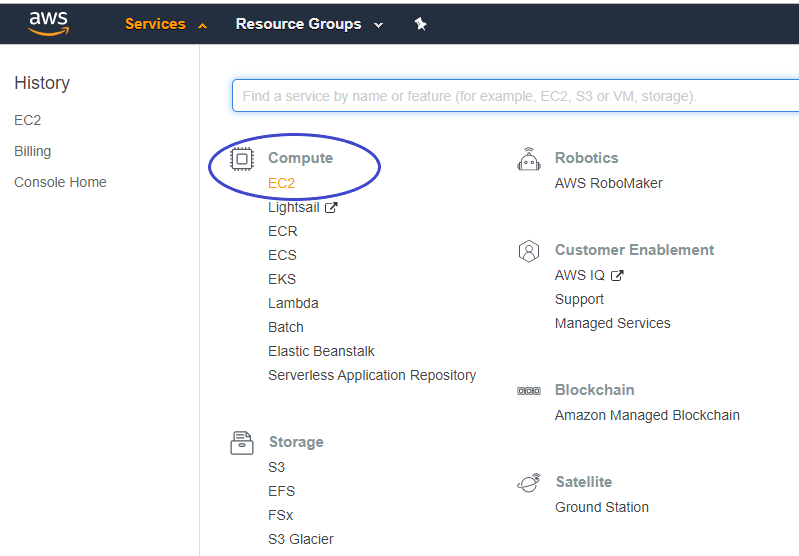 aws
Services
Resource Groups
History
EC2
Billing
Console Home
Find a service by name or feature (for example, EC2, S3 or VM, storage).
Compute
EC2
Lightsail
ECR
ECS
EKS
Lambda
Batch
Elastic Beanstalk
Serverless Application Repository
Storage
S3
EFS
FSx
S3 Glacier
Robotics
AWS RoboMaker
Customer Enablement
AWS IQ
Support
Managed Services
Blockchain
Amazon Managed Blockchain
Satellite
Ground Station